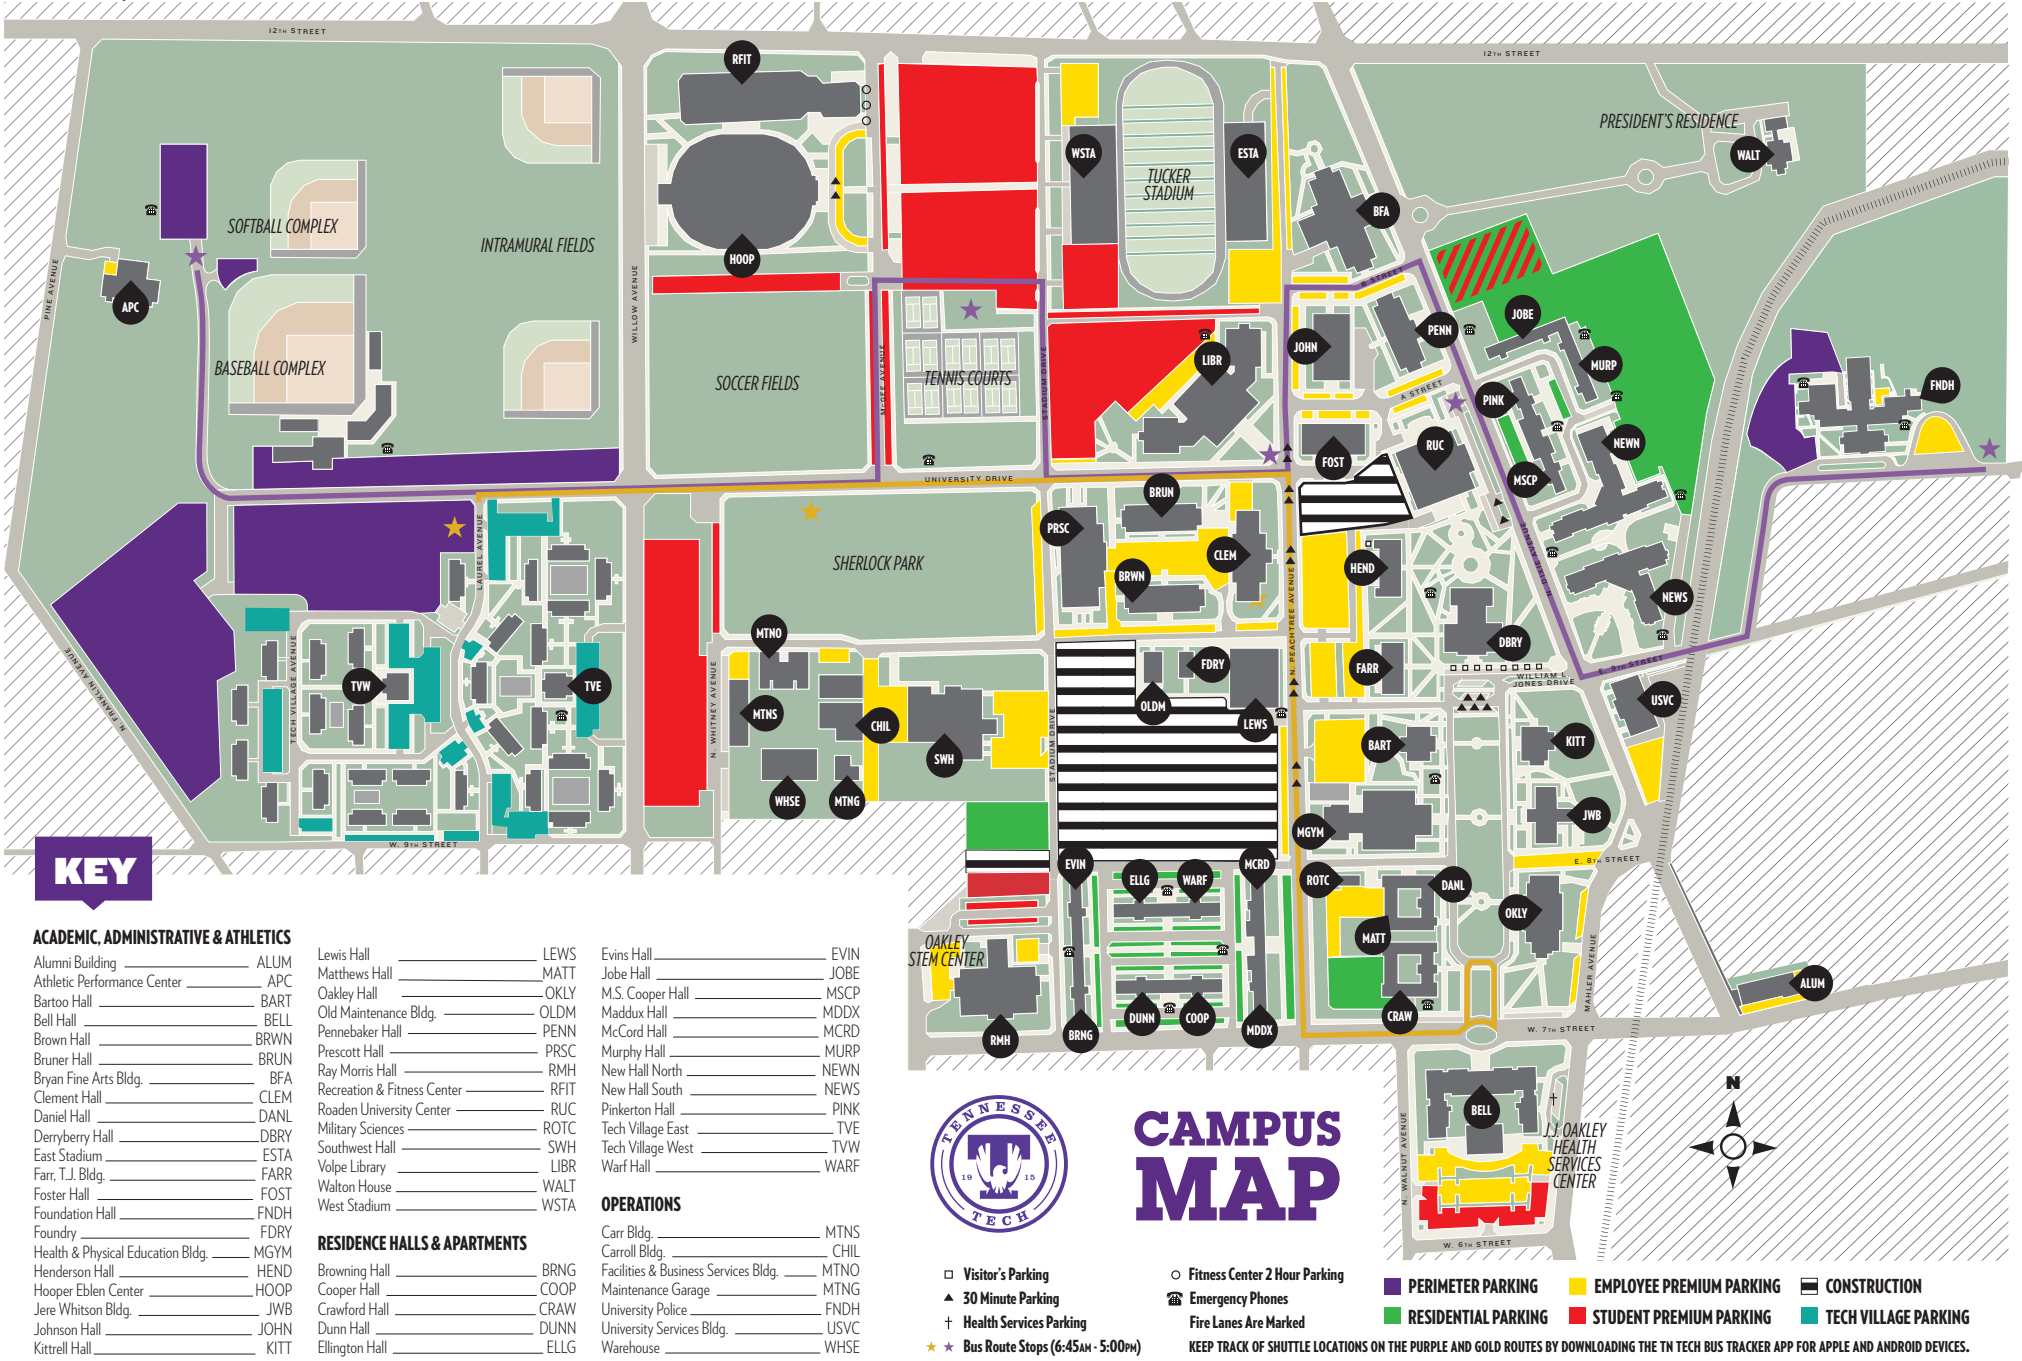 12TH STREET
12TH STREET
RFIT
PRESIDENT'S RESIDENCE
WALT
WSTA
ESTA
TUCKER
STADIUM
BFA
SOFTBALL COMPLEX
INTRAMURAL FIELDS
HOOP
PINE AVENUE
APC
WILLOW AVENUE
B STREET
JOBE
PENN
JOHN
LIBR
MURP
BASEBALL COMPLEX
SOCCER FIELDS
McGEE AVENUE
TENNIS COURTS
STADIUM DRIVE
A STREET
PINK
FNDH
RUC
NEWN
FOST
MSCP
UNIVERSITY DRIVE
BRUN
PRSC
CLEM
BRWN
LAUREL AVENUE
SHERLOCK PARK
HEND
N. DIXIE AVENUE
NEWS
N. PEACHTREE AVENUE
MTNO
DBRY
TECH VILLAGE AVENUE
FDRY
FARR
E. 9TH STREET
WILLIAM L.
JONES DRIVE
N. FRANKLIN AVENUE
TVW
TVE
N. WHITNEY AVENUE
MTNS
CHIL
OLDM
LEWS
USVC
STADIUM DRIVE
BART
KITT
SWH
WHSE
MTNG
MGYM
JWB
W. 9TH STREET
E. 8TH STREET
KEY
EVIN
ELLG
WARF
MCRD
ROTC
DANL
OKLY
MATT
OAKLEY
STEM CENTER
MAHLER AVENUE
ALUM
RMH
BRNG
DUNN
COOP
MDDX
CRAW
W. 7TH STREET
BELL
N. WALNUT AVENUE
J.J. OAKLEY
HEALTH
SERVICES
CENTER
W. 6TH STREET
N
ACADEMIC, ADMINISTRATIVE & ATHLETICS
Alumni Building ALUM
Athletic Performance Center APC
Bartoo Hall BART
Bell Hall BELL
Brown Hall BRWN
Bruner Hall BRUN
Bryan Fine Arts Bldg. BFA
Clement Hall CLEM
Daniel Hall DANL
Derryberry Hall DBRY
East Stadium ESTA
Farr, T.J. Bldg. FARR
Foster Hall FOST
Foundation Hall FNDH
Foundry FDRY
Health & Physical Education Bldg. MGYM
Henderson Hall HEND
Hooper Eblen Center HOOP
Jere Whitson Bldg. JWB
Johnson Hall JOHN
Kittrell Hall KITT
Lewis Hall LEWS
Matthews Hall MATT
Oakley Hall OKLY
Old Maintenance Bldg. OLDM
Pennebaker Hall PENN
Prescott Hall PRSC
Ray Morris Hall RMH
Recreation & Fitness Center RFIT
Roaden University Center RUC
Military Sciences ROTC
Southwest Hall SWH
Volpe Library LIBR
Walton House WALT
West Stadium WSTA
RESIDENCE HALLS & APARTMENTS
Browning Hall BRNG
Cooper Hall COOP
Crawford Hall CRAW
Dunn Hall DUNN
Ellington Hall ELLG
Evins Hall EVIN
Jobe Hall JOBE
M.S. Cooper Hall MSCP
Maddux Hall MDDX
McCord Hall MCRD
Murphy Hall MURP
New Hall North NEWN
New Hall South NEWS
Pinkerton Hall PINK
Tech Village East TVE
Tech Village West TVW
Warf Hall WARF
OPERATIONS
Carr Bldg. MTNS
Carroll Bldg. CHIL
Facilities & Business Services Bldg. MTNO
Maintenance Garage MTNG
University Police FNDH
University Services Bldg. USVC
Warehouse WHSE
TENNESSEE
19 15
TECH
CAMPUS
MAP
Visitor's Parking
30 Minute Parking
Health Services Parking
Bus Route Stops (6:45AM - 5:00PM)
Fitness Center 2 Hour Parking
Emergency Phones
Fire Lanes Are Marked
PERIMETER PARKING
EMPLOYEE PREMIUM PARKING
CONSTRUCTION
RESIDENTIAL PARKING
STUDENT PREMIUM PARKING
TECH VILLAGE PARKING
KEEP TRACK OF SHUTTLE LOCATIONS ON THE PURPLE AND GOLD ROUTES BY DOWNLOADING THE TN TECH BUS TRACKER APP FOR APPLE AND ANDROID DEVICES.